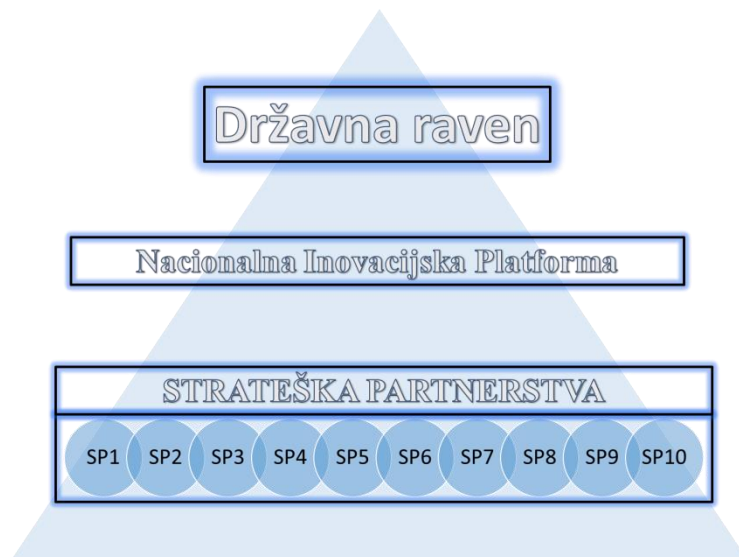 Državna raven
Nacionalna Inovacijska Platforma
STRATEŠKA PARTNERSTVA
SP1 SP2 SP3 SP4 SP5 SP6 SP7 SP8 SP9 SP10